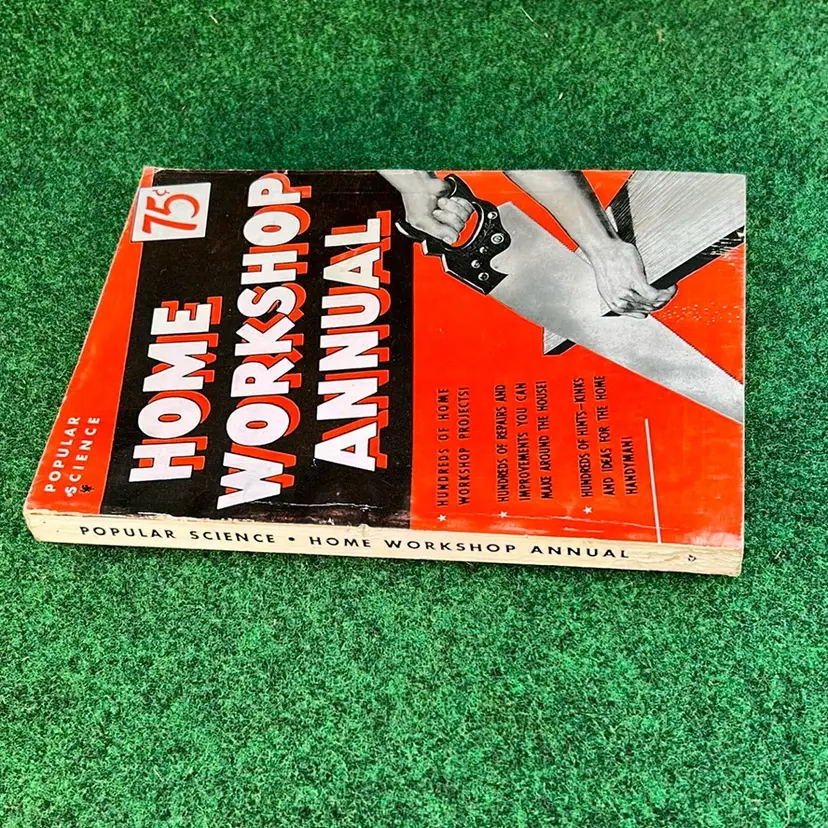 POPULAR
SCIENCE
75¢
HOME
WORKSHOP
ANNUAL
★ HUNDREDS OF HOME
WORKSHOP PROJECTS!
★ HUNDREDS OF REPAIRS AND
IMPROVEMENTS YOU CAN
MAKE AROUND THE HOUSE!
★ HUNDREDS OF HINTS—KINKS
AND IDEAS FOR THE HOME
HANDYMAN!
POPULAR SCIENCE • HOME WORKSHOP ANNUAL